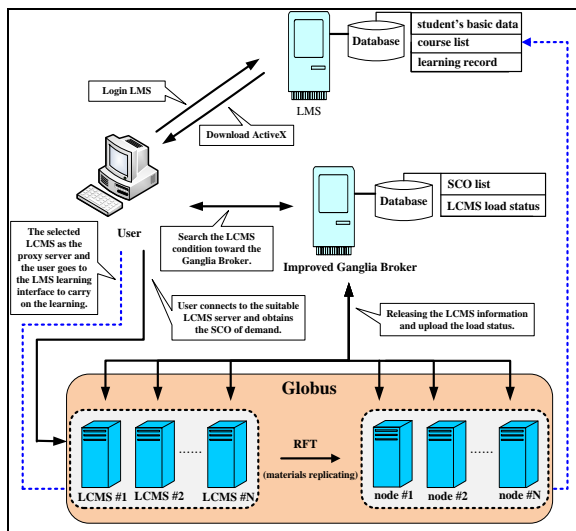 student's basic data
course list
learning record
Database
LMS
Login LMS
Download ActiveX
SCO list
LCMS load status
Database
User
Search the LCMS
condition toward the
Ganglia Broker.
Improved Ganglia Broker
The selected
LCMS as the
proxy server and
the user goes to
the LMS learning
interface to carry
on the learning.
User connects to the suitable
LCMS server and obtains
the SCO of demand.
Releasing the LCMS information
and upload the load status.
Globus
RFT
(materials replicating)
......
......
LCMS #1
LCMS #2
LCMS #N
node #1
node #2
node #N